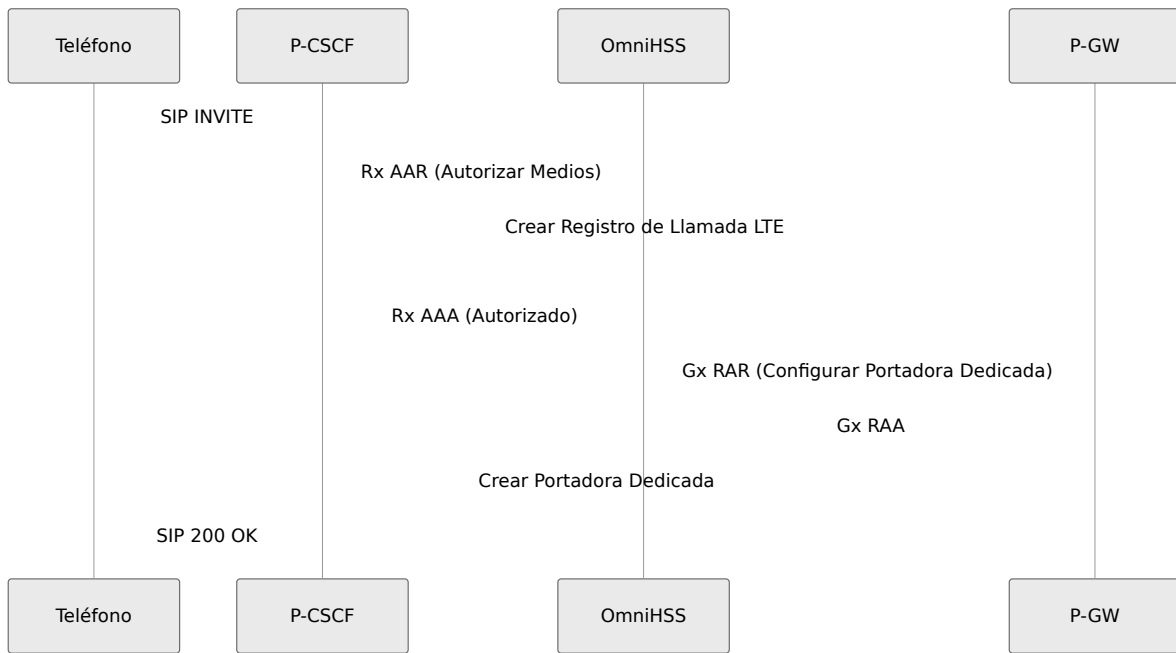 Teléfono
P-CSCF
OmniHSS
P-GW
SIP INVITE
Rx AAR (Autorizar Medios)
Crear Registro de Llamada LTE
Rx AAA (Autorizado)
Gx RAR (Configurar Portadora Dedicada)
Gx RAA
Crear Portadora Dedicada
SIP 200 OK
Teléfono
P-CSCF
OmniHSS
P-GW